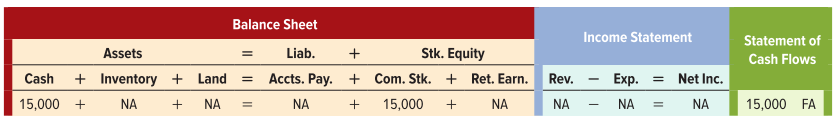 Balance Sheet
Income Statement
Statement of
Cash Flows
Assets = Liab. + Stk. Equity
Cash + Inventory + Land = Accts. Pay. + Com. Stk. + Ret. Earn. Rev. − Exp. = Net Inc.
15,000 + NA + NA = NA + 15,000 + NA NA − NA = NA 15,000 FA